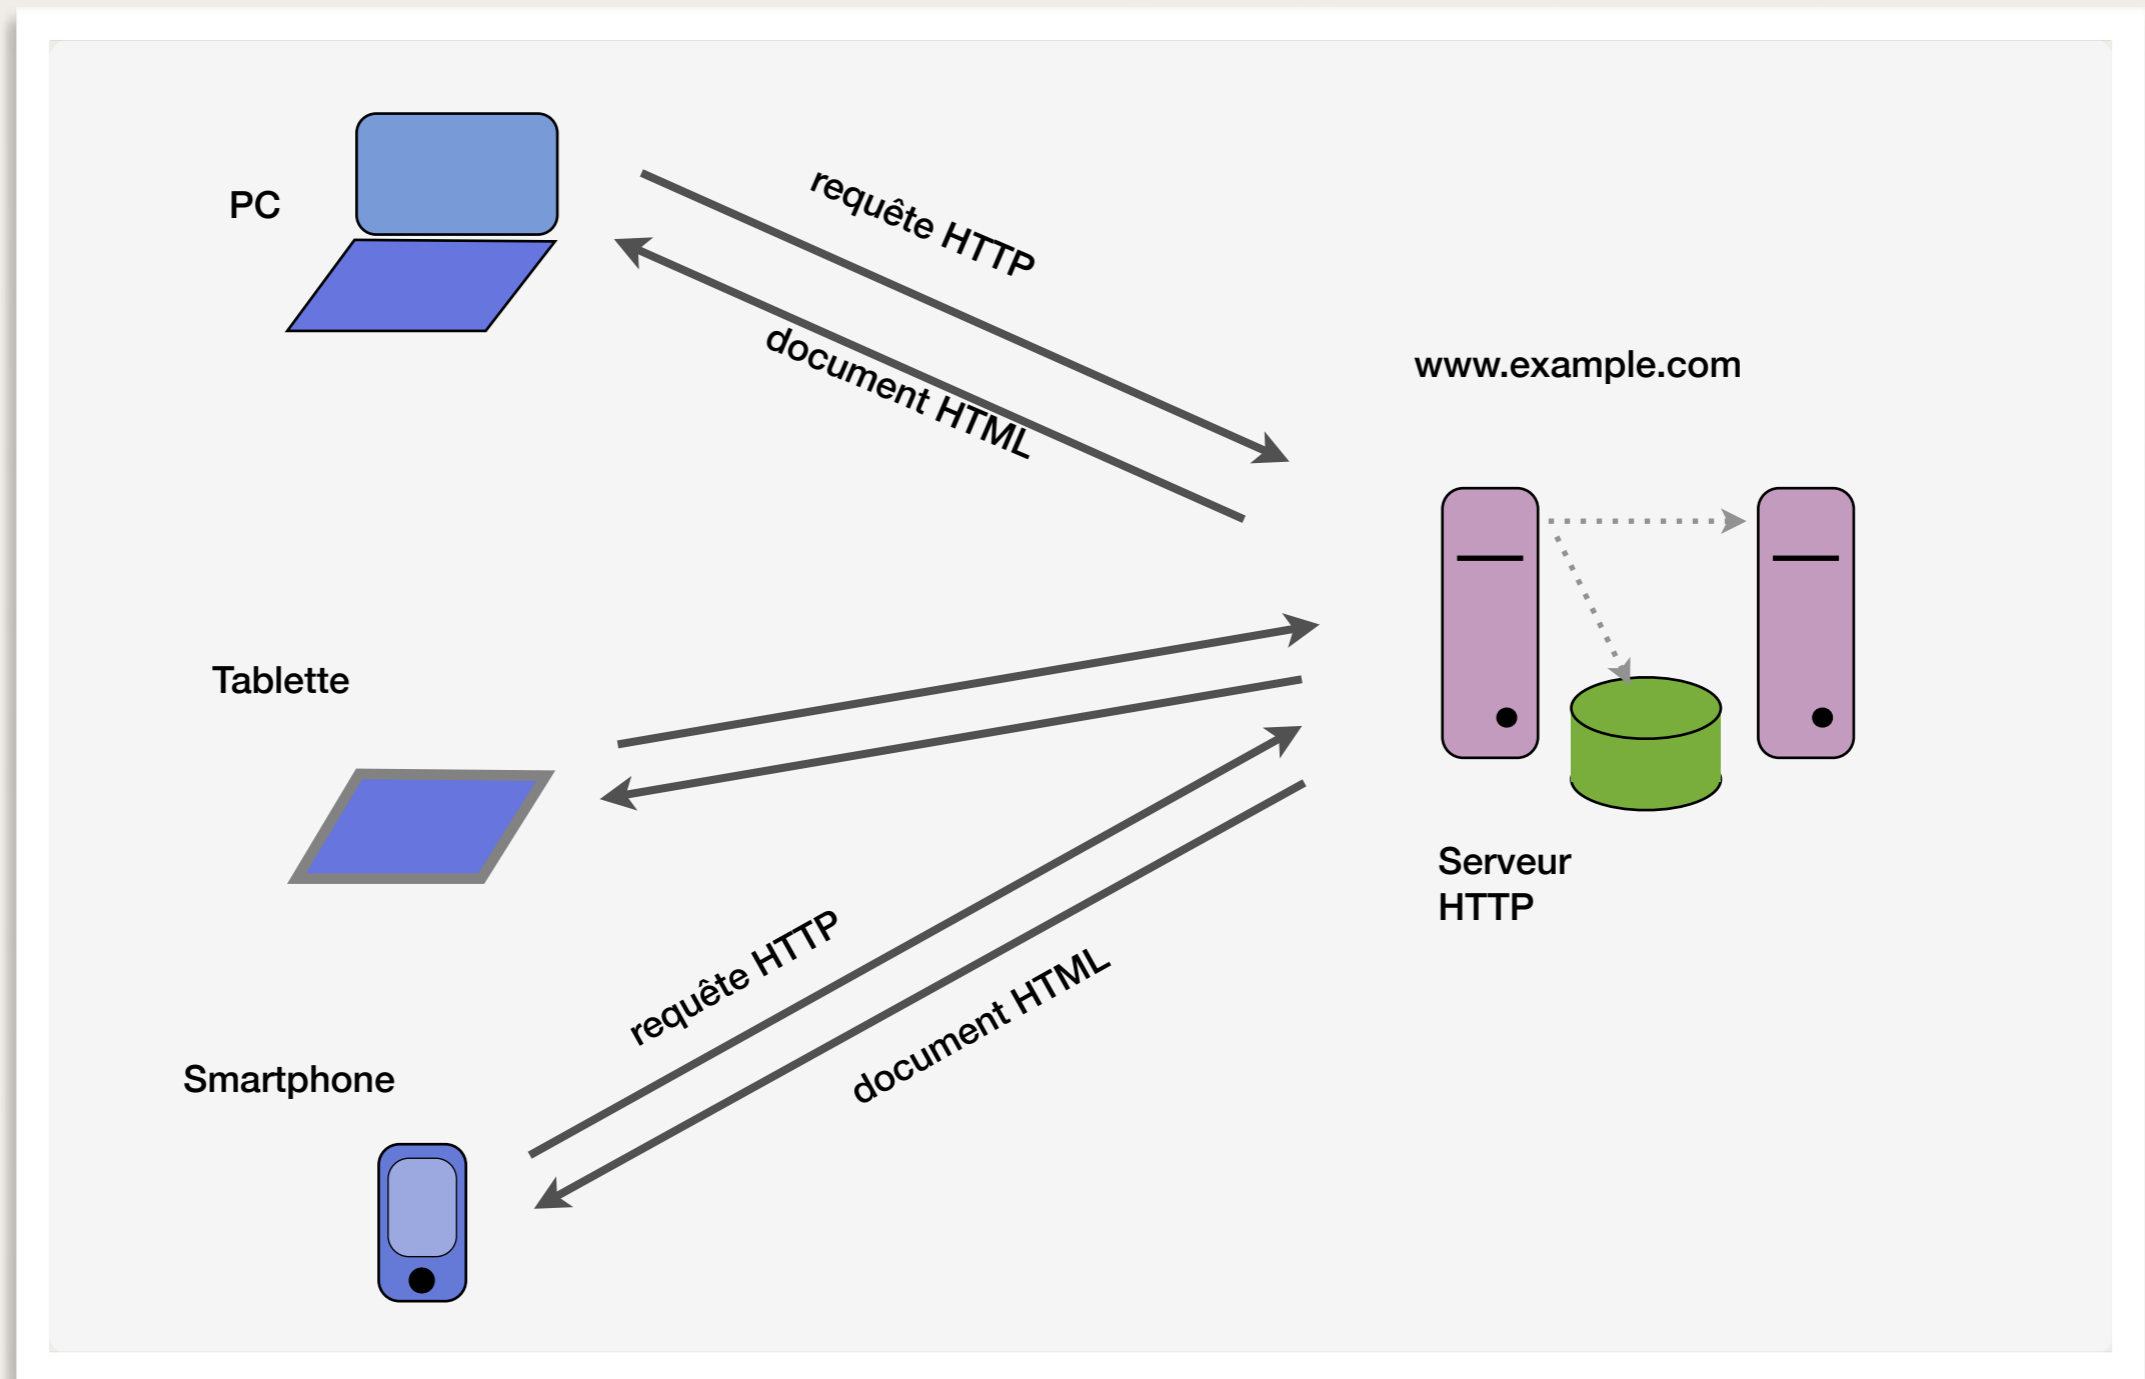 PC
requête HTTP
document HTML
www.example.com
Tablette
Serveur
HTTP
requête HTTP
document HTML
Smartphone